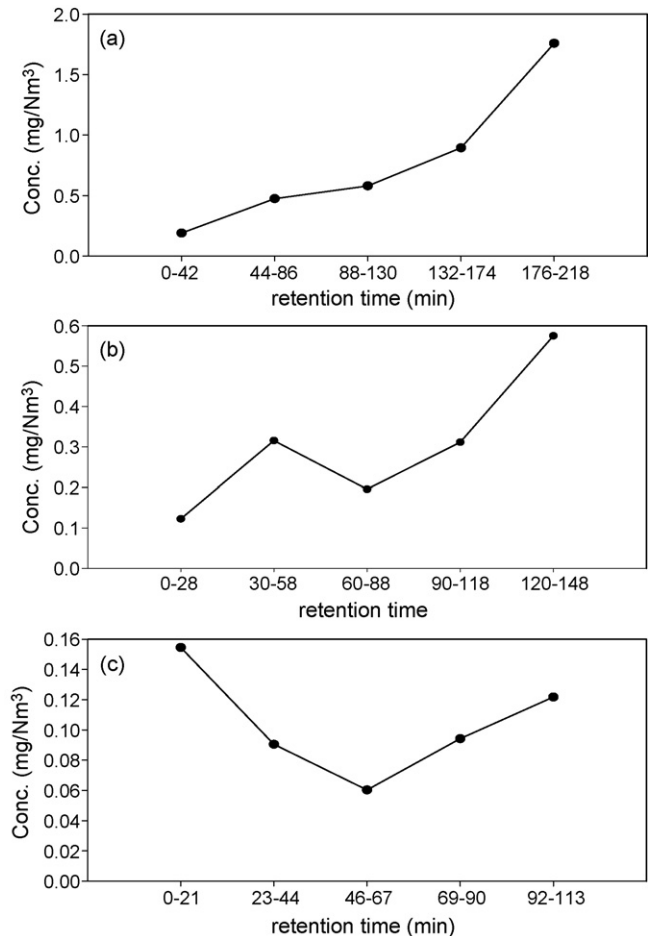 (a)
Conc. (mg/Nm³)
2.0
1.5
1.0
0.5
0.0
0-42 44-86 88-130 132-174 176-218
retention time (min)
(b)
Conc. (mg/Nm³)
0.6
0.5
0.4
0.3
0.2
0.1
0.0
0-28 30-58 60-88 90-118 120-148
retention time
(c)
Conc. (mg/Nm³)
0.16
0.14
0.12
0.10
0.08
0.06
0.04
0.02
0.00
0-21 23-44 46-67 69-90 92-113
retention time (min)